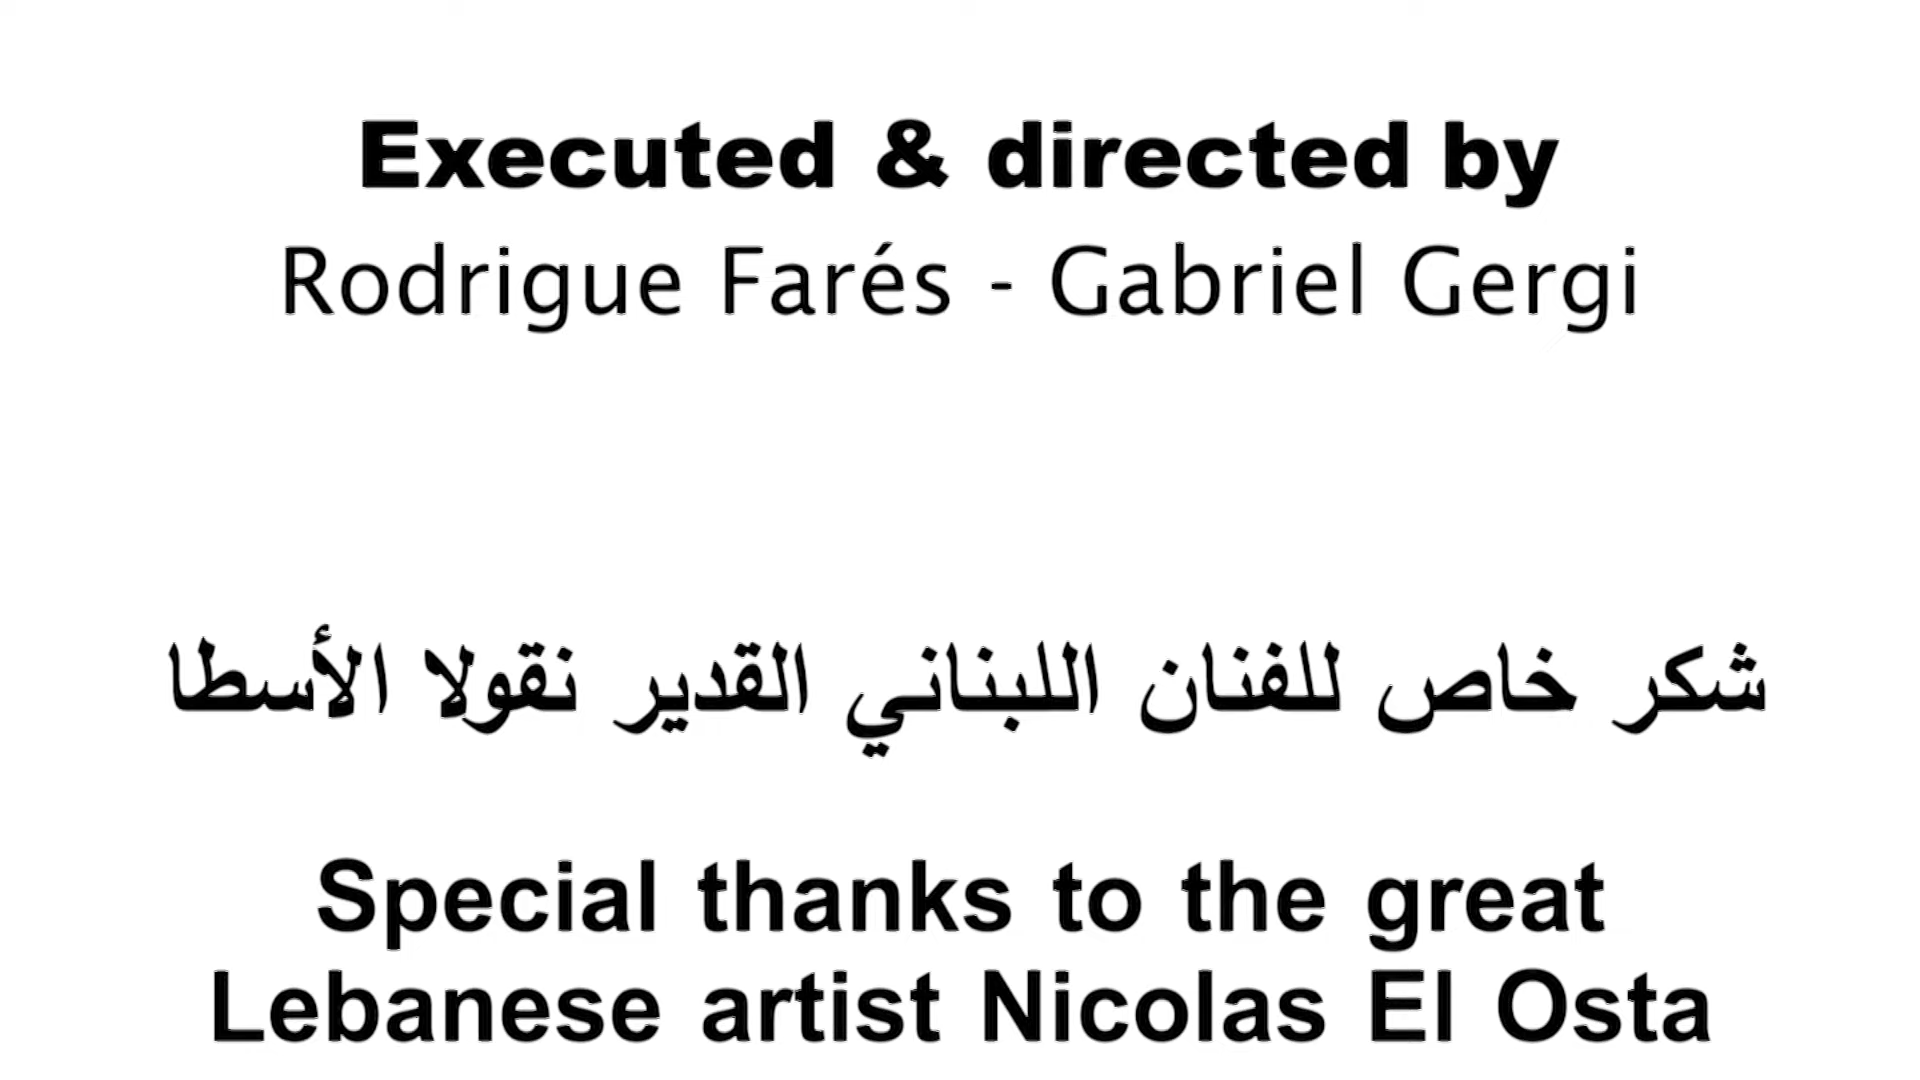 Executed & directed by
Rodrigue Farés - Gabriel Gergi
شكر خاص للفنان اللبناني القدير نقولا الأسطا
Special thanks to the great
Lebanese artist Nicolas El Osta